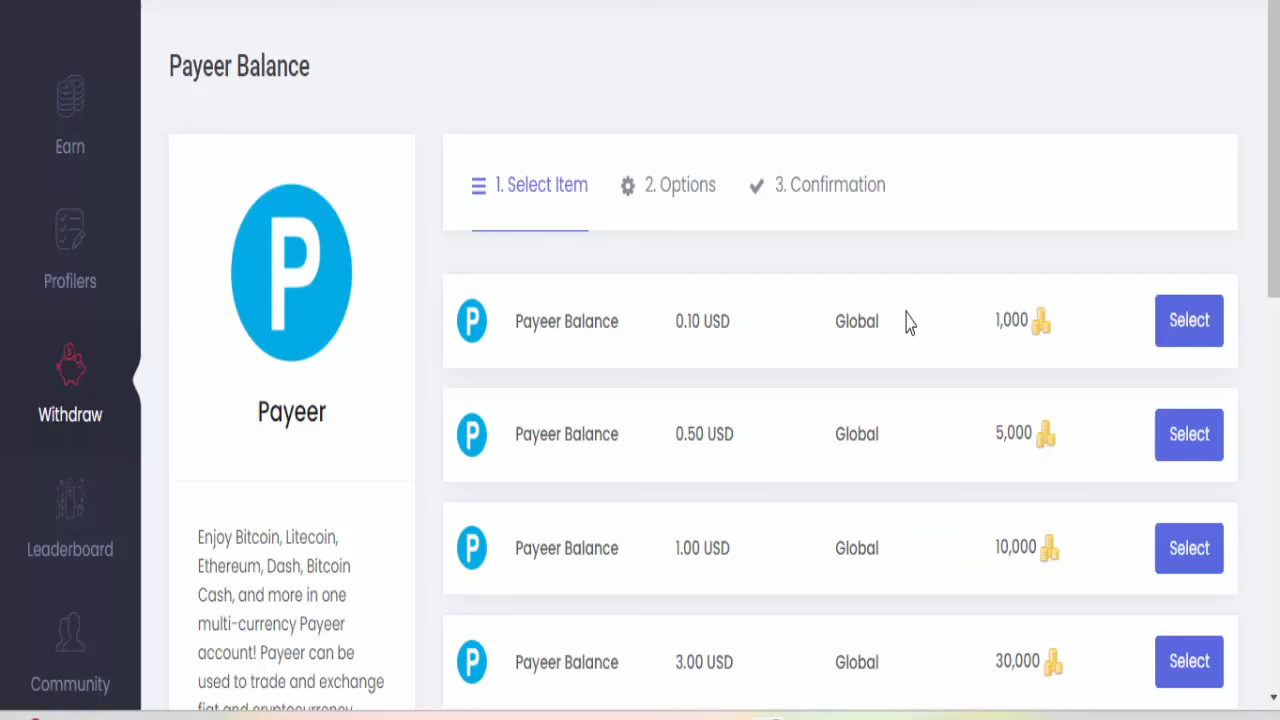 Payeer Balance
Earn
Profilers
Withdraw
Leaderboard
Community
P
Payeer
Enjoy Bitcoin, Litecoin,
Ethereum, Dash, Bitcoin
Cash, and more in one
multi-currency Payeer
account! Payeer can be
used to trade and exchange
fiat and cryptocurrency
1. Select Item 2. Options 3. Confirmation
P Payeer Balance 0.10 USD Global 1,000 Select
P Payeer Balance 0.50 USD Global 5,000 Select
P Payeer Balance 1.00 USD Global 10,000 Select
P Payeer Balance 3.00 USD Global 30,000 Select